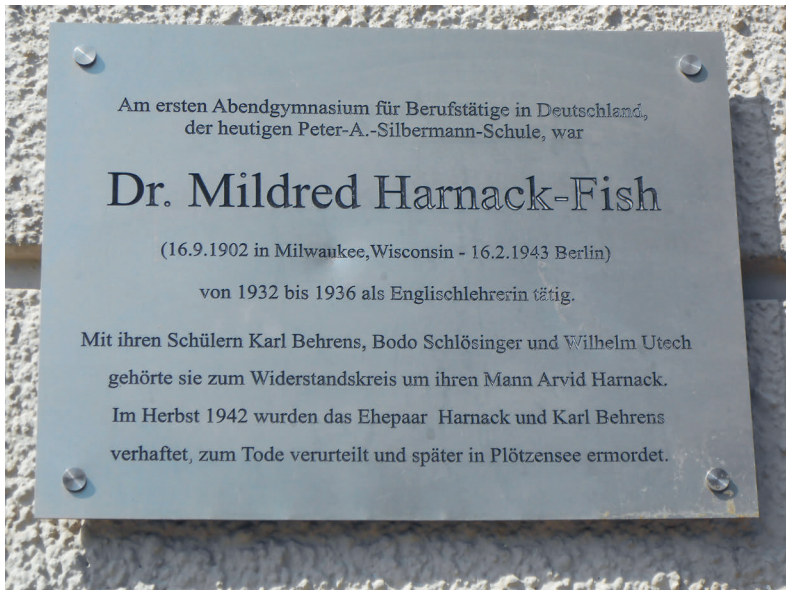 Am ersten Abendgymnasium für Berufstätige in Deutschland,
der heutigen Peter-A.-Silbermann-Schule, war
Dr. Mildred Harnack-Fish
(16.9.1902 in Milwaukee,Wisconsin - 16.2.1943 Berlin)
von 1932 bis 1936 als Englischlehrerin tätig.
Mit ihren Schülern Karl Behrens, Bodo Schlösinger und Wilhelm Utech
gehörte sie zum Widerstandskreis um ihren Mann Arvid Harnack.
Im Herbst 1942 wurden das Ehepaar Harnack und Karl Behrens
verhaftet, zum Tode verurteilt und später in Plötzensee ermordet.